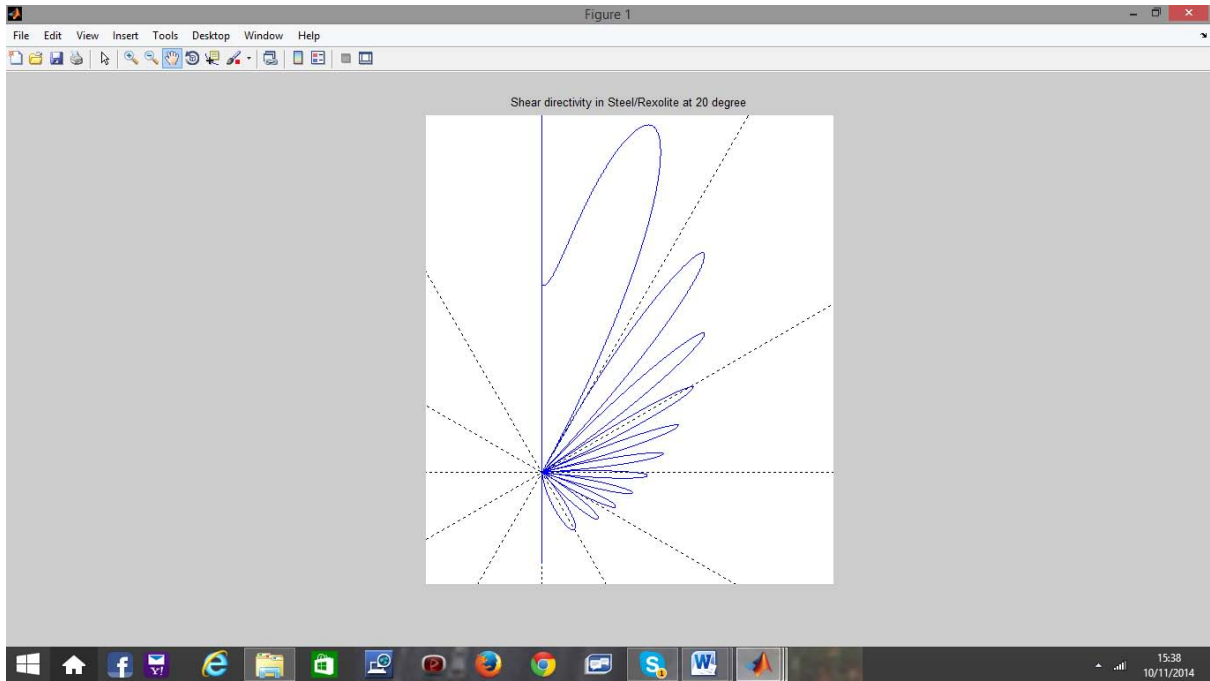 Figure 1
File Edit View Insert Tools Desktop Window Help
Shear directivity in Steel/Rexolite at 20 degree
15:38
10/11/2014